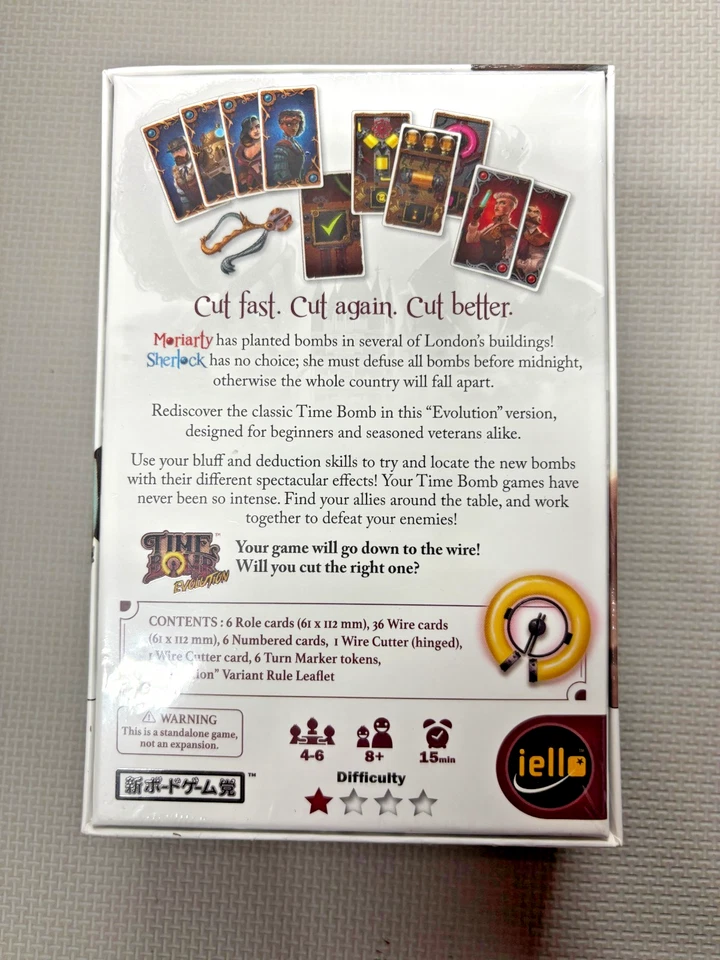 Cut fast. Cut again. Cut better.
Moriarty has planted bombs in several of London's buildings!
Sherlock has no choice; she must defuse all bombs before midnight,
otherwise the whole country will fall apart.
Rediscover the classic Time Bomb in this “Evolution” version,
designed for beginners and seasoned veterans alike.
Use your bluff and deduction skills to try and locate the new bombs
with their different spectacular effects! Your Time Bomb games have
never been so intense. Find your allies around the table, and work
together to defeat your enemies!
TIME BOMB EVOLUTION
Your game will go down to the wire!
Will you cut the right one?
CONTENTS : 6 Role cards (61 x 112 mm), 36 Wire cards
(61 x 112 mm), 6 Numbered cards, 1 Wire Cutter (hinged),
1 Wire Cutter card, 6 Turn Marker tokens,
" Variant Rule Leaflet
WARNING
This is a standalone game,
not an expansion.
4-6
8+
15min
Difficulty
新ボードゲーム党™
iello™